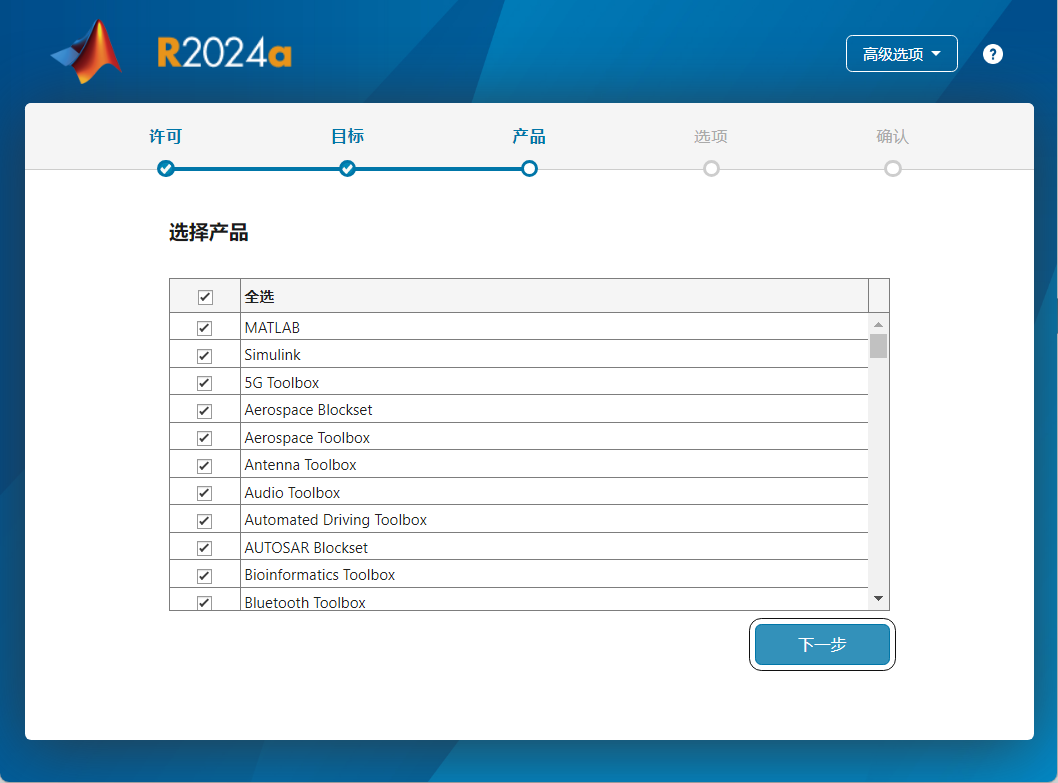 R2024a
高级选项
?
许可
目标
产品
选项
确认
选择产品
全选
MATLAB
Simulink
5G Toolbox
Aerospace Blockset
Aerospace Toolbox
Antenna Toolbox
Audio Toolbox
Automated Driving Toolbox
AUTOSAR Blockset
Bioinformatics Toolbox
Bluetooth Toolbox
下一步